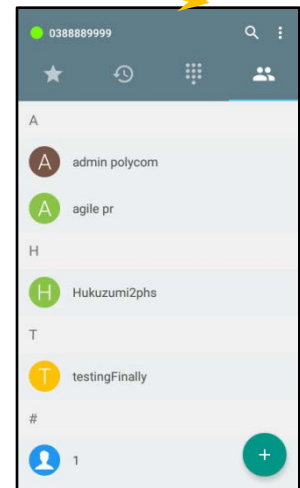 0388889999
A
A admin polycom
A agile pr
H
H Hukuzumi2phs
T
T testingFinally
#
1